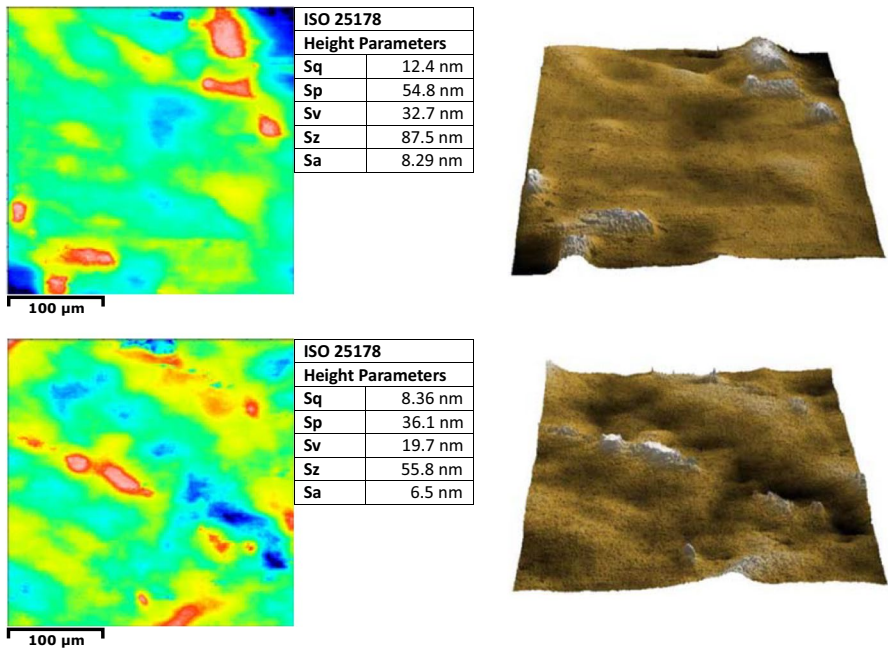 ISO 25178
Height Parameters
Sq 12.4 nm
Sp 54.8 nm
Sv 32.7 nm
Sz 87.5 nm
Sa 8.29 nm
100 µm
ISO 25178
Height Parameters
Sq 8.36 nm
Sp 36.1 nm
Sv 19.7 nm
Sz 55.8 nm
Sa 6.5 nm
100 µm